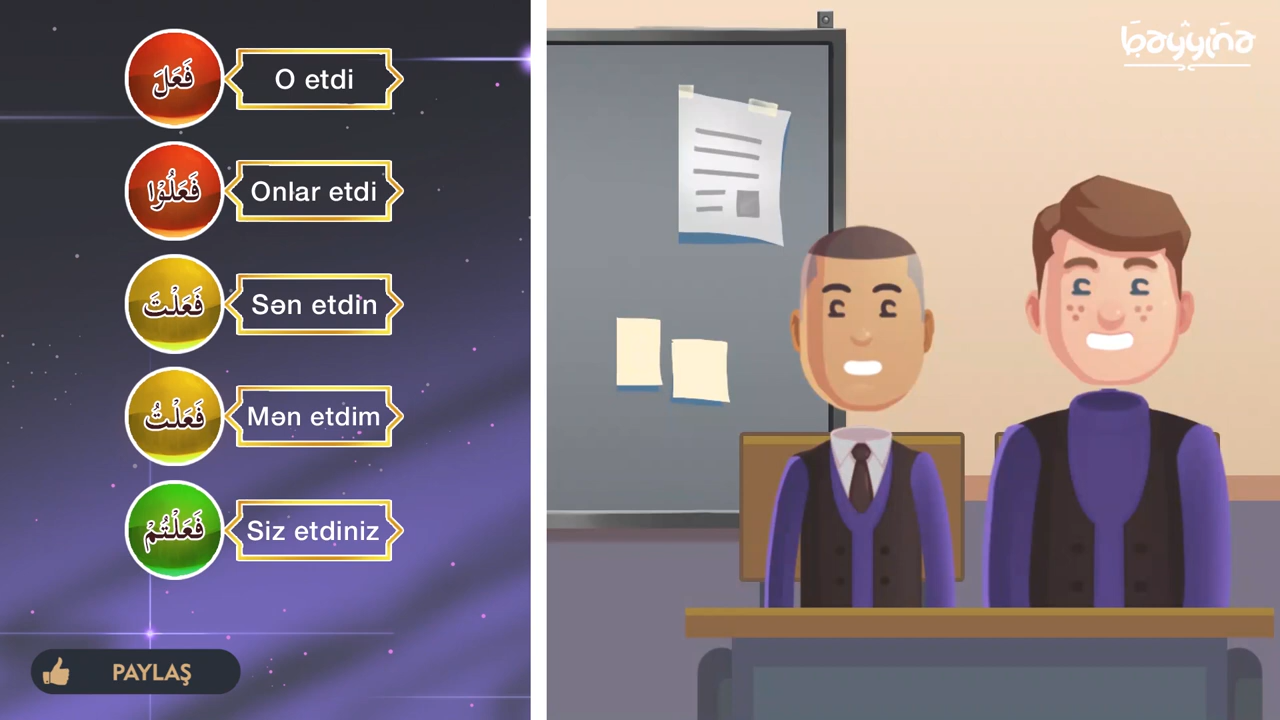 فَعَلَ
O etdi
فَعَلُوْا
Onlar etdi
فَعَلْتَ
Sən etdin
فَعَلْتُ
Mən etdim
فَعَلْتُمْ
Siz etdiniz
PAYLAŞ
bayyina